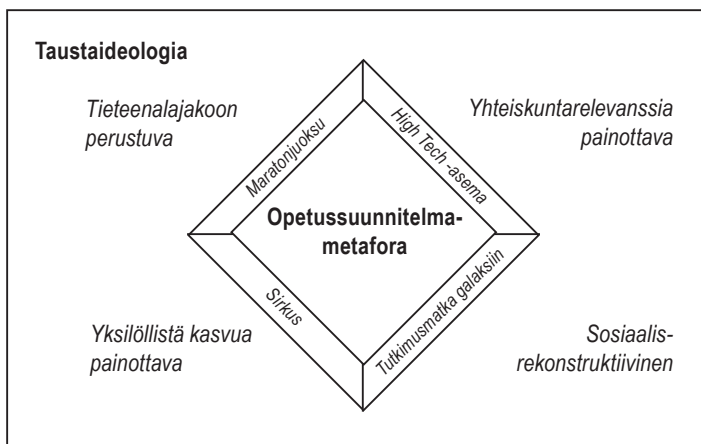 Taustaideologia
Tieteenalajakoon
perustuva
Yhteiskuntarelevanssia
painottava
Maratonjuoksu
High Tech -asema
Opetussuunnitelma-
metafora
Sirkus
Tutkimusmatka galaksiin
Yksilöllistä kasvua
painottava
Sosiaalis-
rekonstruktiivinen